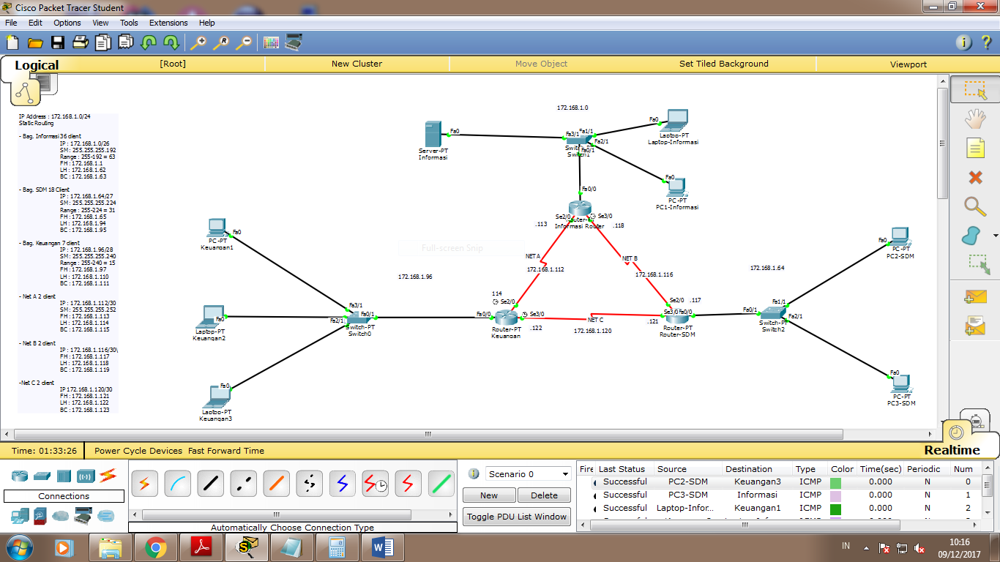 Cisco Packet Tracer Student
File Edit Options View Tools Extensions Help
Logical [Root] New Cluster Move Object Set Tiled Background Viewport
IP Address : 172.168.1.0/24
Static Routing
- Bag. Informasi 36 client
IP : 172.168.1.0/26
SM: 255.255.255.192
Range : 255-192 = 63
FH : 172.168.1.1
LH : 172.168.1.62
BC : 172.168.1.63
- Bag. SDM 18 Client
IP : 172.168.1.64/27
SM: 255.255.255.224
Range : 255-224 = 31
FH : 172.168.1.65
LH : 172.168.1.94
BC : 172.168.1.95
- Bag. Keuangan 7 client
IP : 172.168.1.96/28
SM: 255.255.255.240
Range : 255-240 = 15
FH : 172.168.1.97
LH : 172.168.1.110
BC : 172.168.1.111
- Net A 2 client
IP : 172.168.1.112/30
SM: 255.255.255.252
FH : 172.168.1.113
LH : 172.168.1.114
BC : 172.168.1.115
- Net B 2 client
IP : 172.168.1.116/30\
FH : 172.168.1.117
LH : 172.168.1.118
BC : 172.168.1.119
-Net C 2 client
IP 172.168.1.120/30
FH : 172.168.1.121
LH : 172.168.1.122
BC : 172.168.1.123
172.168.1.0
Fa0
Server-PT
Informasi
Fa3/1 Fa1/1
Fa2/1
Fa0/1
Switch1
Fa0
Laptop-PT
Laptop-Informasi
Fa0
PC-PT
PC1-Informasi
Fa0/0
Se2/0 Se3/0
Informasi Router
.113 .118
Full-screen Snip
NET A
172.168.1.112
NET B
172.168.1.116
Fa0
PC-PT
Keuangan1
172.168.1.96
172.168.1.64
Fa0
PC-PT
PC2-SDM
114
Se2/0
Fa0/0 Se3/0
Router-PT
Keuangan
.122
NET C
172.168.1.120
Se2/0 .117
Se3/0 Fa0/0
.121
Router-PT
Router-SDM
Fa3/1
Fa0/1
Fa2/1
Switch-PT
Switch0
Fa0
Laptop-PT
Keuangan2
Fa0/1 Fa1/1
Fa2/1
Switch-PT
Switch2
Fa0
Laptop-PT
Keuangan3
Fa0
PC-PT
PC3-SDM
Time: 01:33:26 Power Cycle Devices Fast Forward Time Realtime
Connections
Automatically Choose Connection Type
Scenario 0
New Delete
Toggle PDU List Window
Fire Last Status Source Destination Type Color Time(sec) Periodic Num
Successful PC2-SDM Keuangan3 ICMP 0.000 N 0
Successful PC3-SDM Informasi ICMP 0.000 N 1
Successful Laptop-Infor... Keuangan1 ICMP 0.000 N 2
IN
10:16
09/12/2017